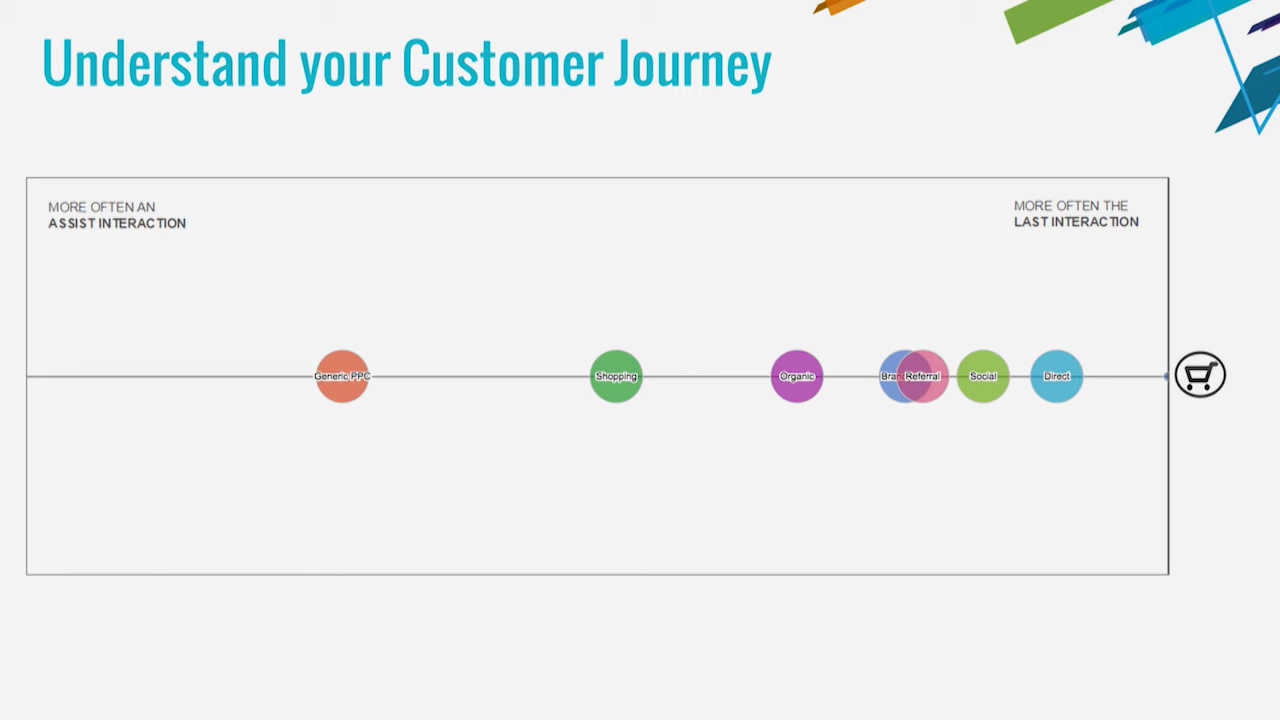 Understand your Customer Journey
MORE OFTEN AN
ASSIST INTERACTION
MORE OFTEN THE
LAST INTERACTION
Generic PPC
Shopping
Organic
Referral
Social
Direct